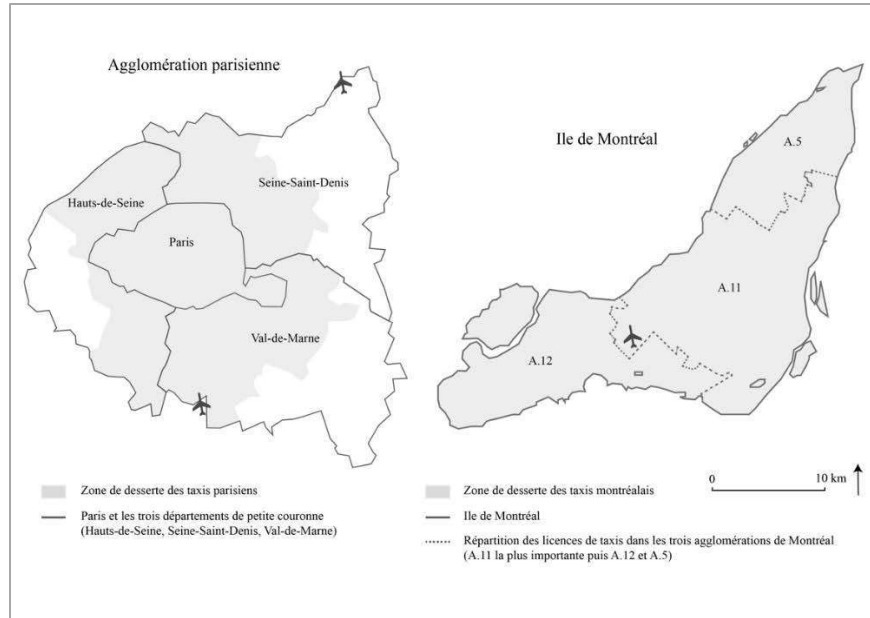 Agglomération parisienne
Seine-Saint-Denis
Hauts-de-Seine
Paris
Val-de-Marne
Zone de desserte des taxis parisiens
Paris et les trois départements de petite couronne
(Hauts-de-Seine, Seine-Saint-Denis, Val-de-Marne)
Ile de Montréal
A.5
A.11
A.12
0 10 km
Zone de desserte des taxis montréalais
Ile de Montréal
Répartition des licences de taxis dans les trois agglomérations de Montréal
(A.11 la plus importante puis A.12 et A.5)